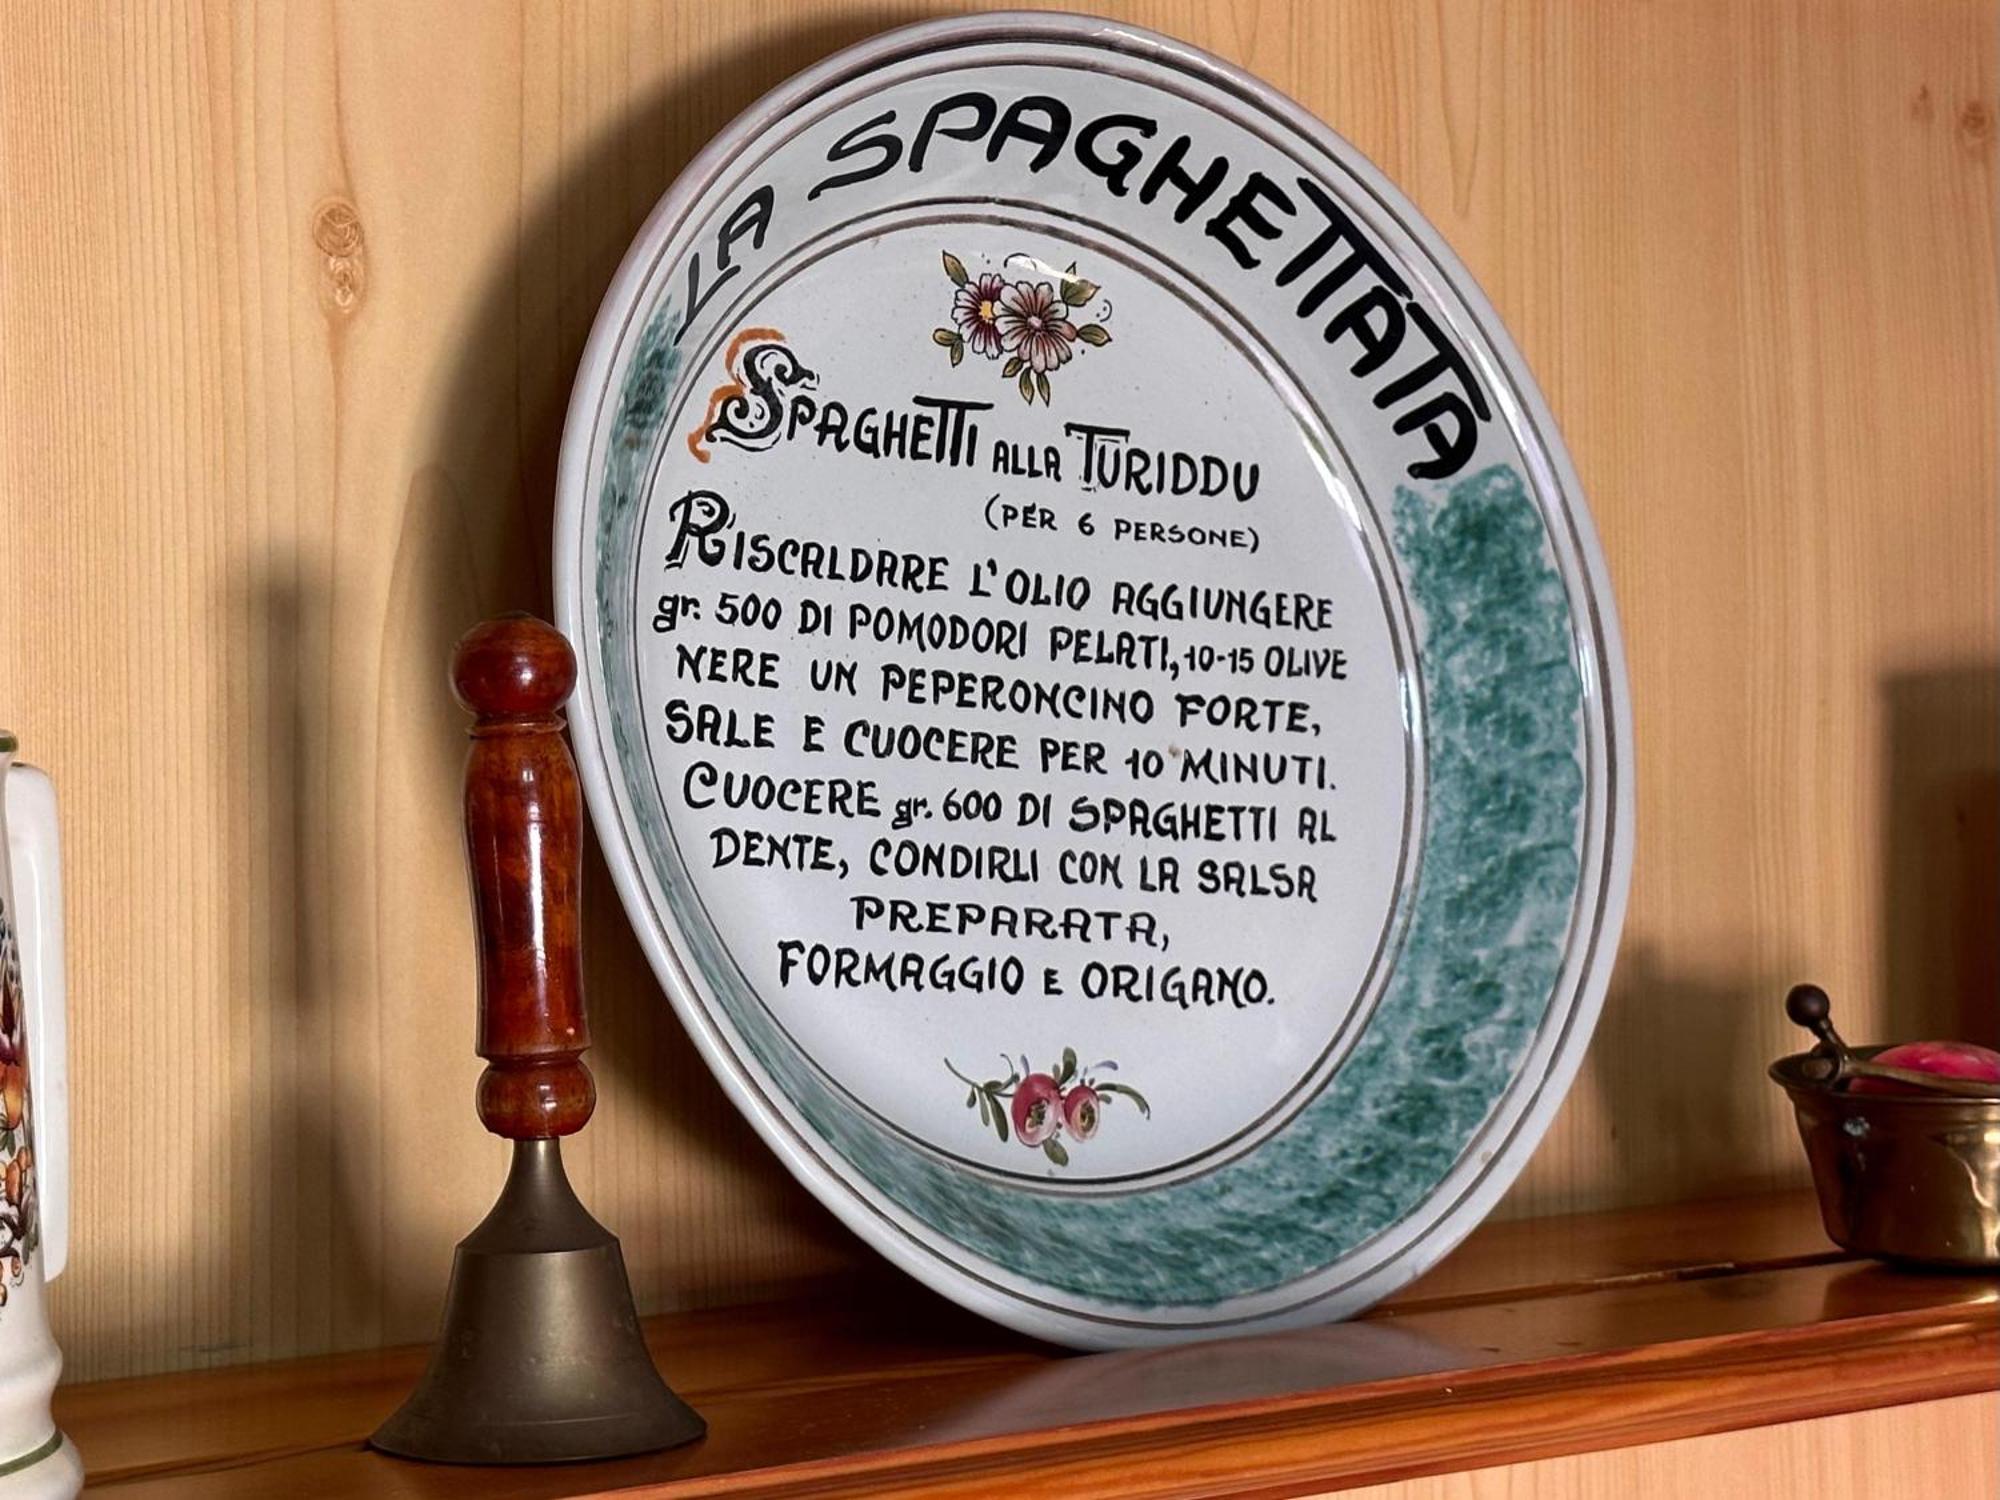 LA SPAGHETTATA
SPAGHETTI ALLA TURIDDU
(PER 6 PERSONE)
RISCALDARE L'OLIO AGGIUNGERE
gr. 500 DI POMODORI PELATI, 10-15 OLIVE
NERE UN PEPERONCINO FORTE,
SALE E CUOCERE PER 10 MINUTI.
CUOCERE gr. 600 DI SPAGHETTI AL
DENTE, CONDIRLI CON LA SALSA
PREPARATA,
FORMAGGIO E ORIGANO.